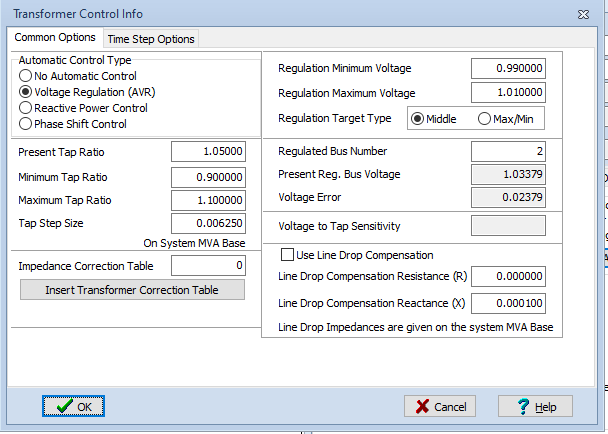 Transformer Control Info
Common Options
Time Step Options
Automatic Control Type
No Automatic Control
Voltage Regulation (AVR)
Reactive Power Control
Phase Shift Control
Present Tap Ratio 1.05000
Minimum Tap Ratio 0.900000
Maximum Tap Ratio 1.100000
Tap Step Size 0.006250
On System MVA Base
Impedance Correction Table 0
Insert Transformer Correction Table
Regulation Minimum Voltage 0.990000
Regulation Maximum Voltage 1.010000
Regulation Target Type Middle Max/Min
Regulated Bus Number 2
Present Reg. Bus Voltage 1.03379
Voltage Error 0.02379
Voltage to Tap Sensitivity
Use Line Drop Compensation
Line Drop Compensation Resistance (R) 0.000000
Line Drop Compensation Reactance (X) 0.000100
Line Drop Impedances are given on the system MVA Base
OK
Cancel
? Help